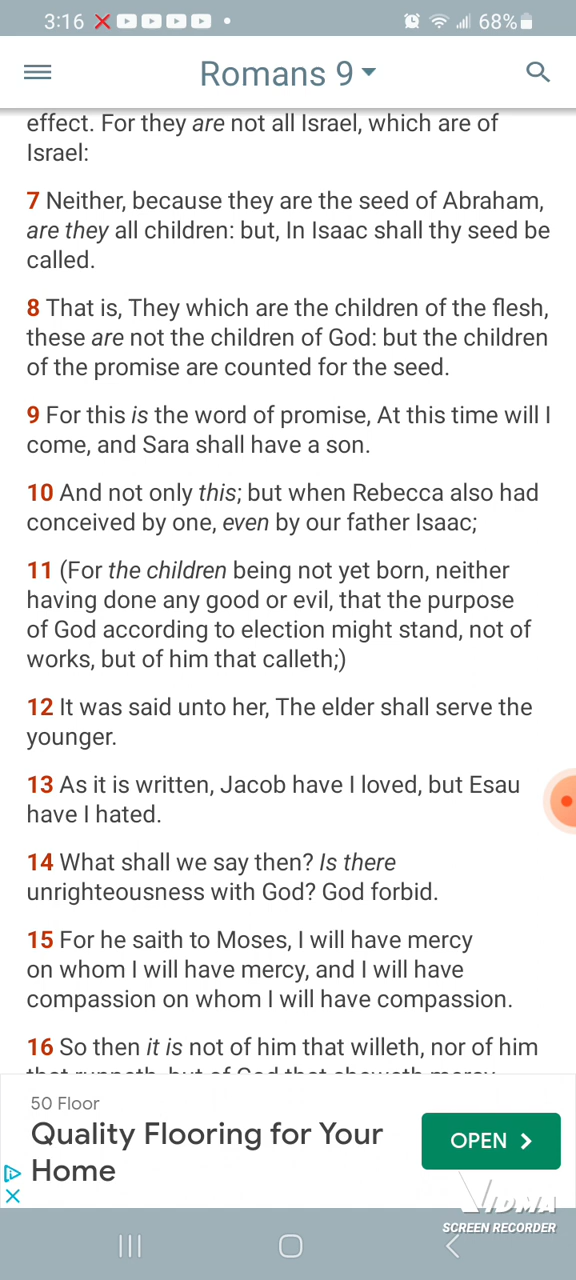 3:16 68%
Romans 9
effect. For they are not all Israel, which are of
Israel:
7 Neither, because they are the seed of Abraham,
are they all children: but, In Isaac shall thy seed be
called.
8 That is, They which are the children of the flesh,
these are not the children of God: but the children
of the promise are counted for the seed.
9 For this is the word of promise, At this time will I
come, and Sara shall have a son.
10 And not only this; but when Rebecca also had
conceived by one, even by our father Isaac;
11 (For the children being not yet born, neither
having done any good or evil, that the purpose
of God according to election might stand, not of
works, but of him that calleth;)
12 It was said unto her, The elder shall serve the
younger.
13 As it is written, Jacob have I loved, but Esau
have I hated.
14 What shall we say then? Is there
unrighteousness with God? God forbid.
15 For he saith to Moses, I will have mercy
on whom I will have mercy, and I will have
compassion on whom I will have compassion.
16 So then it is not of him that willeth, nor of him
that runneth, but of God that sheweth mercy.
50 Floor
Quality Flooring for Your
Home
OPEN
VIDMA
SCREEN RECORDER